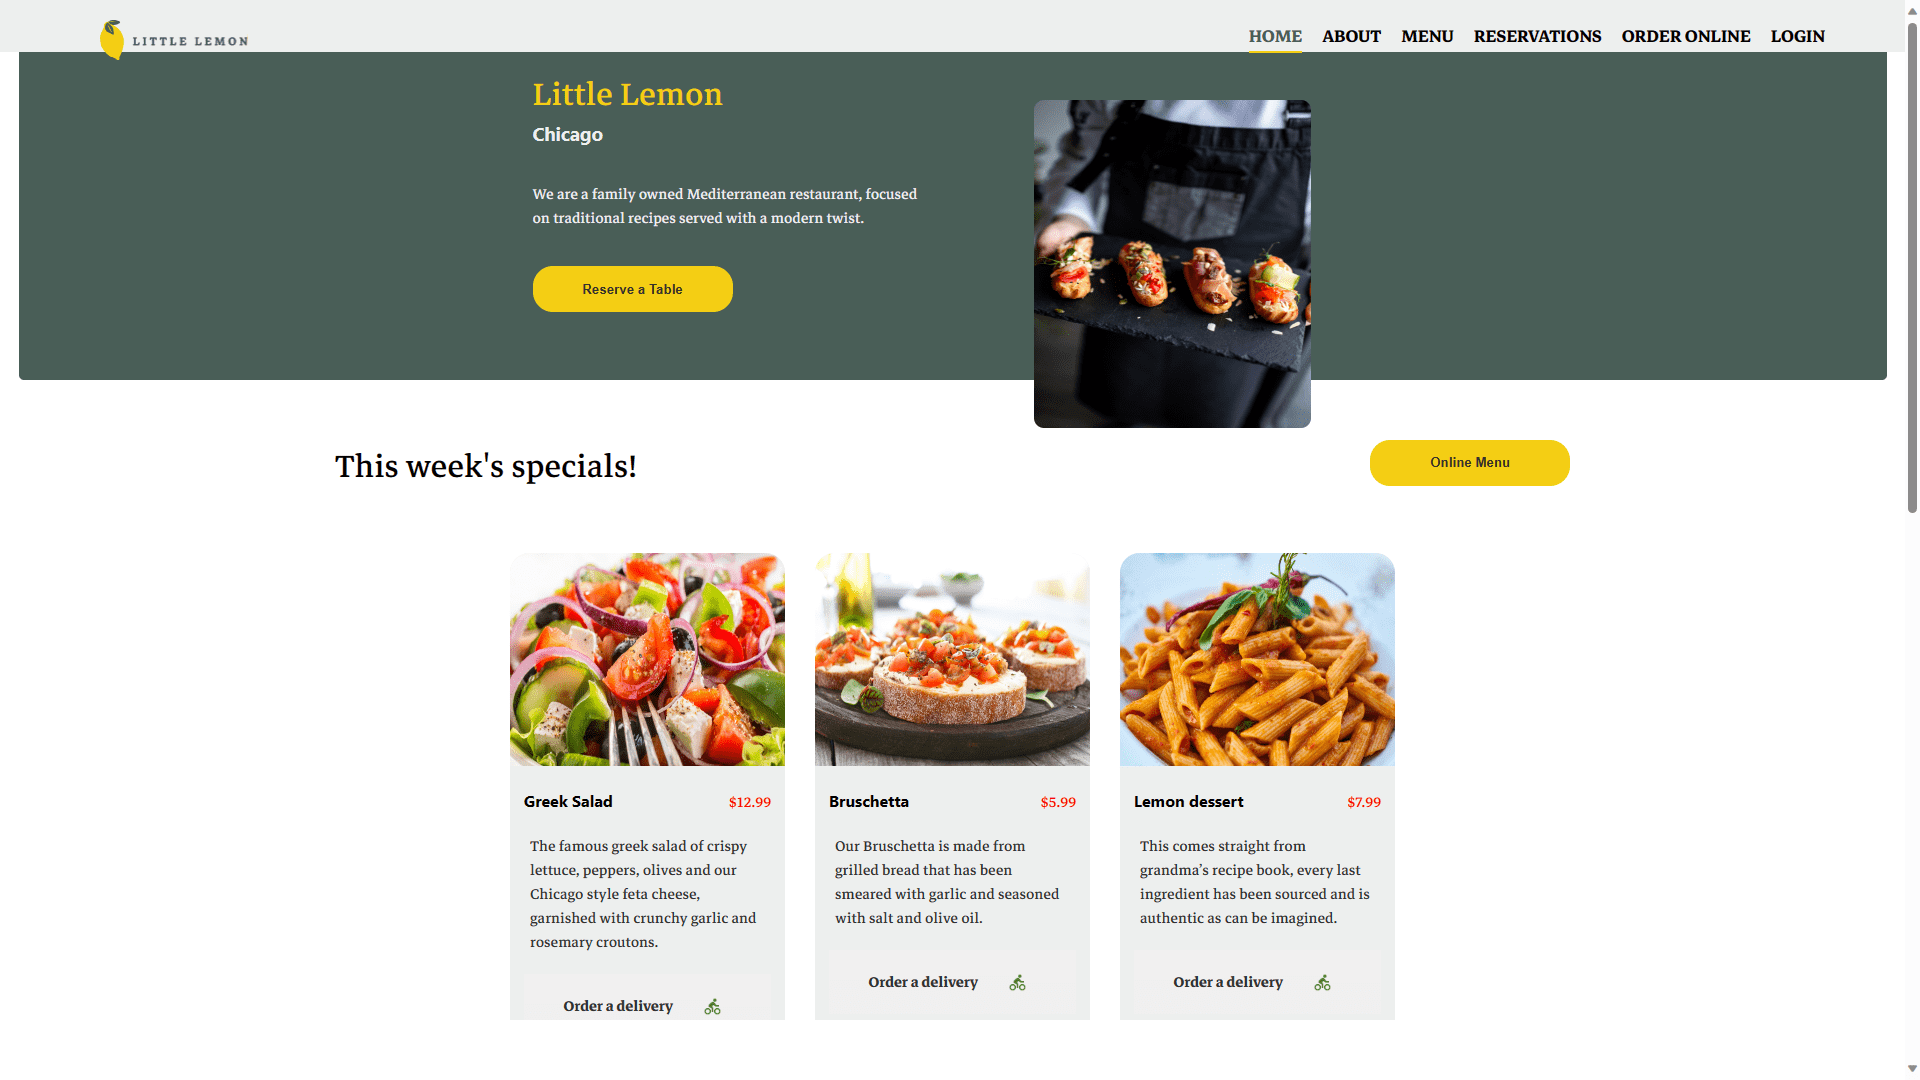 LITTLE LEMON
HOME ABOUT MENU RESERVATIONS ORDER ONLINE LOGIN
Little Lemon
Chicago
We are a family owned Mediterranean restaurant, focused
on traditional recipes served with a modern twist.
Reserve a Table
This week's specials!
Online Menu
Greek Salad $12.99
The famous greek salad of crispy
lettuce, peppers, olives and our
Chicago style feta cheese,
garnished with crunchy garlic and
rosemary croutons.
Order a delivery
Bruschetta $5.99
Our Bruschetta is made from
grilled bread that has been
smeared with garlic and seasoned
with salt and olive oil.
Order a delivery
Lemon dessert $7.99
This comes straight from
grandma’s recipe book, every last
ingredient has been sourced and is
authentic as can be imagined.
Order a delivery